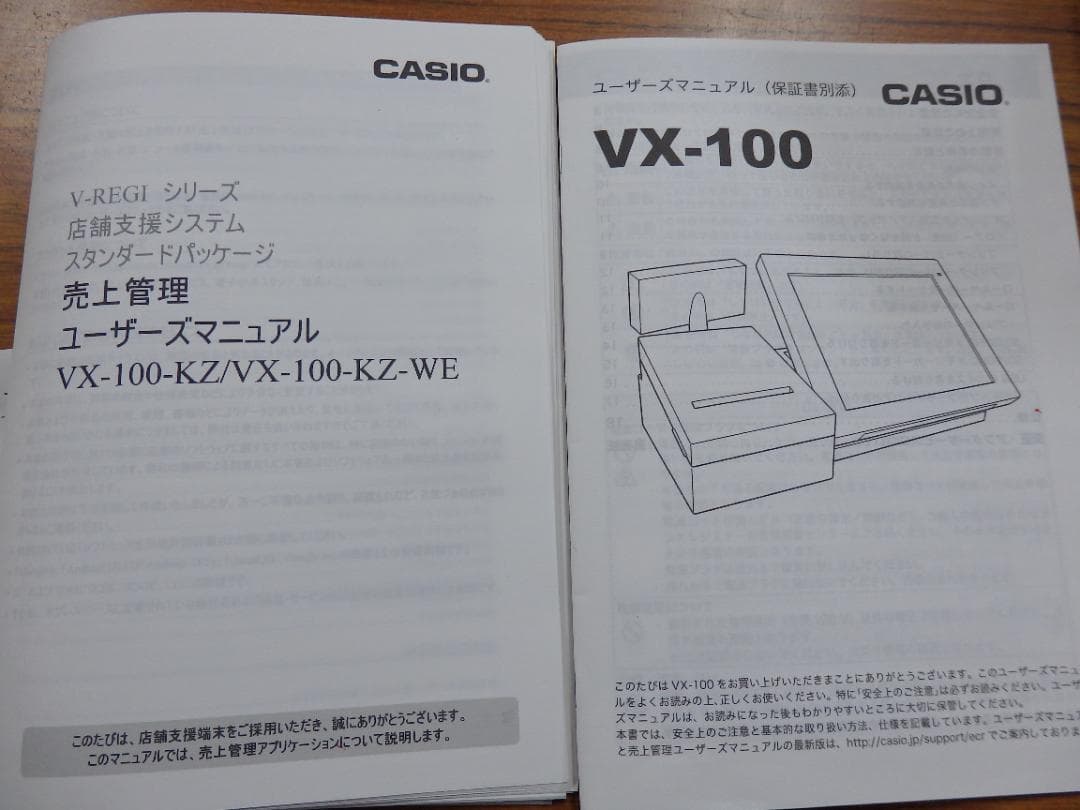 CASIO
V-REGI シリーズ
店舗支援システム
スタンダードパッケージ
売上管理
ユーザーズマニュアル
VX-100-KZ/VX-100-KZ-WE
このたびは、店舗支援端末をご採用いただき、誠にありがとうございます。
このマニュアルでは、売上管理アプリケーションについて説明します。
ユーザーズマニュアル（保証書別添）
CASIO
VX-100
このたびは VX-100 をお買い上げいただきまことにありがとうございます。このユーザーズマニュ
ルをよくお読みの上、正しくお使いください。特に「安全上のご注意」は必ずお読みください。ユーザ
ズマニュアルは、お読みになった後もわかりやすいところに大切に保管してください。
本書では、安全上のご注意と基本的な取り扱い方法、仕様を記載しています。ユーザーズマニュ
と売上管理ユーザーズマニュアルの最新版は、http://casio.jp/support/ecr でご案内しておりま